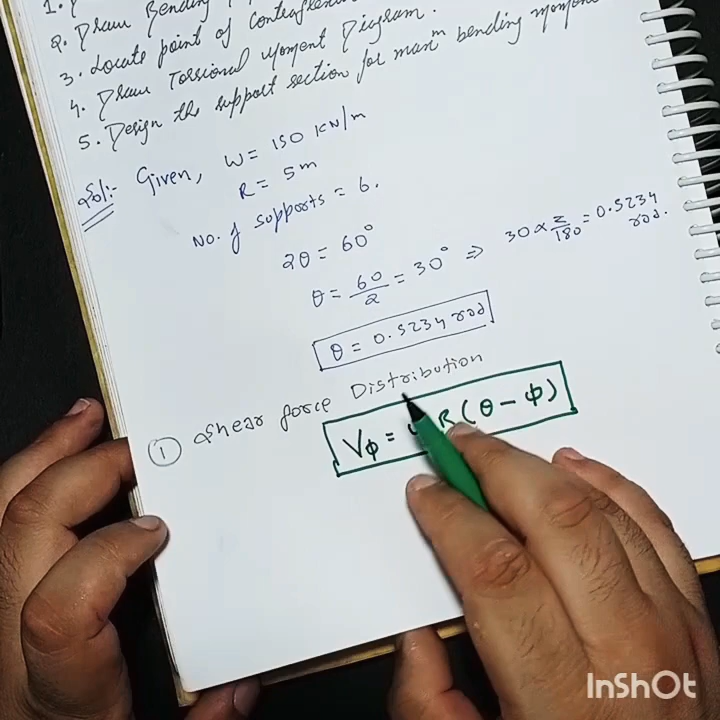 2. Draw Bending
3. Locate point of contraflexure
4. Draw Torsional Moment Diagram.
5. Design the support section for maxᵐ bending moment
Sol:- Given, W = 150 KN/m
R = 5 m
No. of supports = 6.
2θ = 60°
θ = 60/2 = 30° ⇒ 30 × π/180 = 0.5234 rad.
θ = 0.5234 rad
① Shear force Distribution
Vφ = R(θ - φ)
InShOt